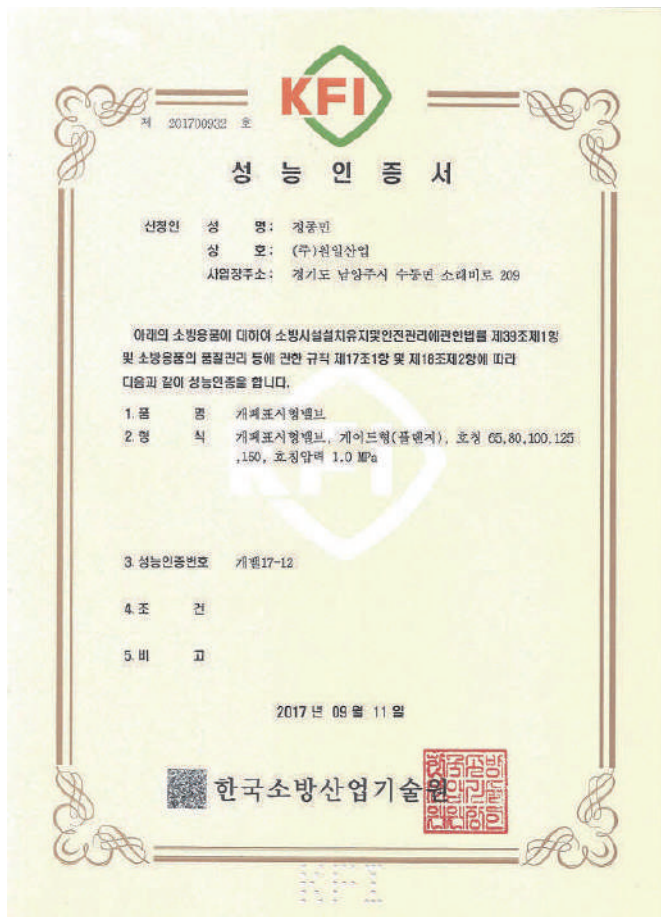 KFI
제 201700932 호
성능인증서
신청인 성 명: 정풍민
상 호: (주)원일산업
사업장주소: 경기도 남양주시 수동면 소래비로 209
아래의 소방용품에 대하여 소방시설설치유지및안전관리에관한법률 제39조제1항
및 소방용품의 품질관리 등에 관한 규칙 제17조1항 및 제18조제2항에 따라
다음과 같이 성능인증을 합니다.
1. 품 명 개폐표시형밸브
2. 형 식 개폐표시형밸브, 게이트형(플랜지), 호칭 65,80,100,125
,150, 호칭압력 1.0 MPa
KFI
3. 성능인증번호 개밸17-12
4. 조 건
5. 비 고
2017 년 09 월 11 일
한국소방산업기술원
KFI